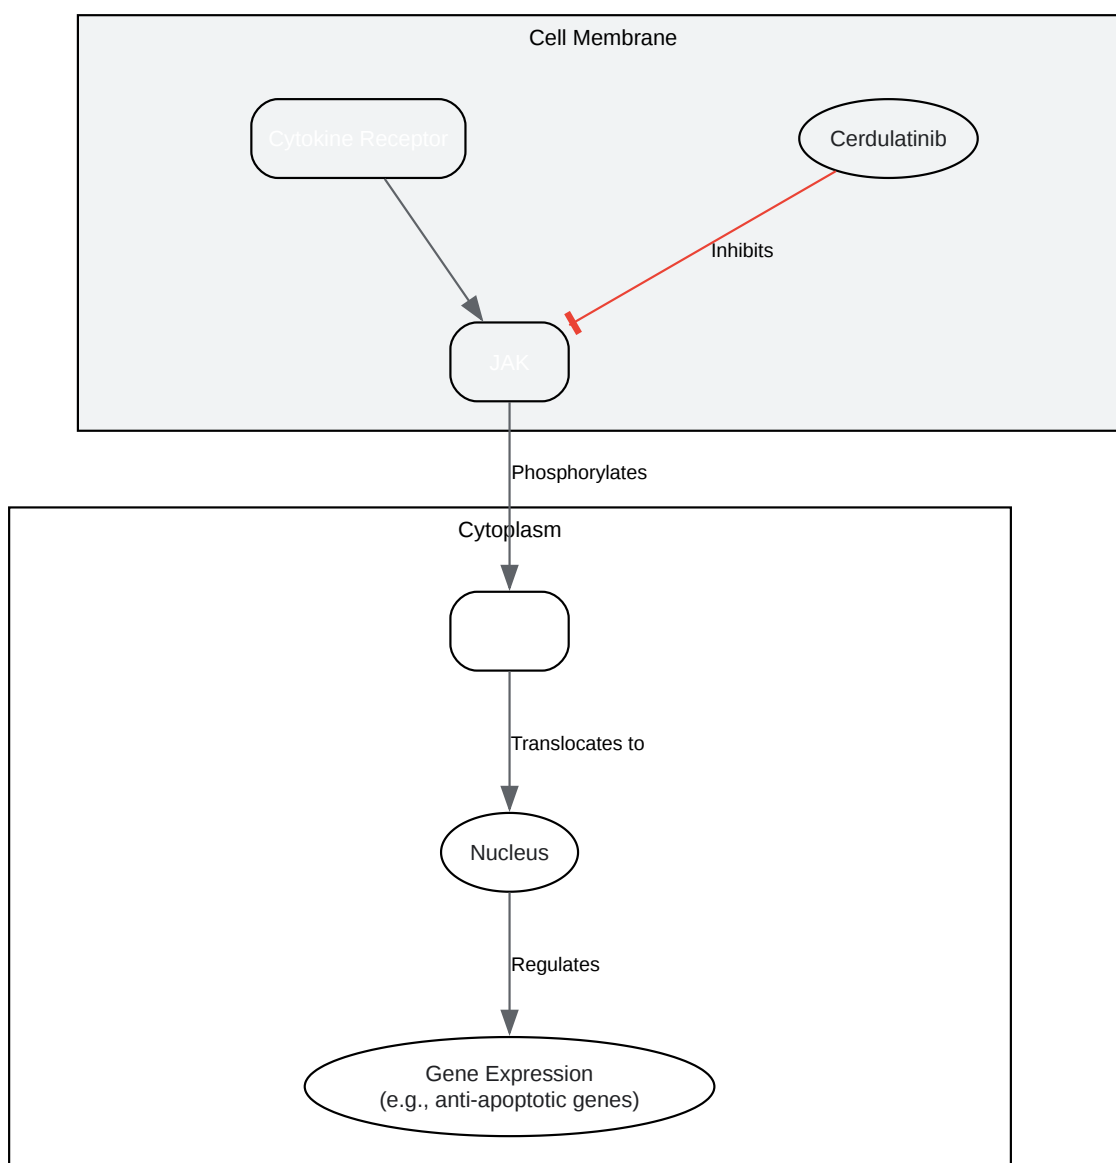 Cell Membrane
Cytokine Receptor
Cerdulatinib
Inhibits
JAK
Phosphorylates
Cytoplasm
Translocates to
Nucleus
Regulates
Gene Expression
(e.g., anti-apoptotic genes)